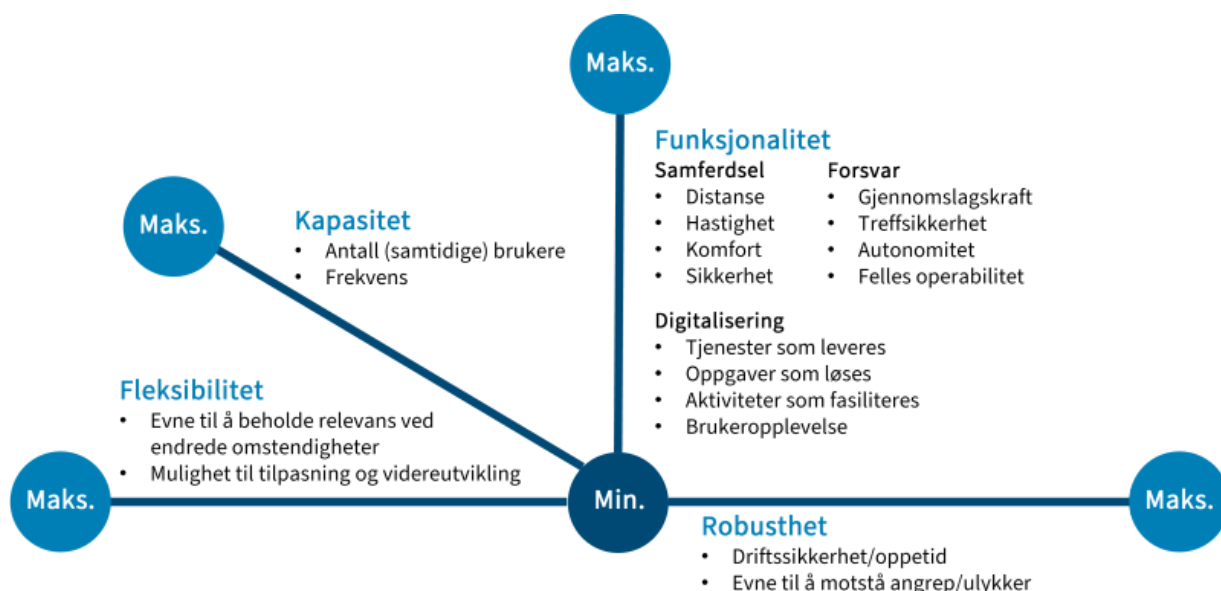 Maks.
Funksjonalitet
Samferdsel
• Distanse
• Hastighet
• Komfort
• Sikkerhet
Forsvar
• Gjennomslagskraft
• Treffsikkerhet
• Autonomitet
• Felles operabilitet
Digitalisering
• Tjenester som leveres
• Oppgaver som løses
• Aktiviteter som fasiliteres
• Brukeropplevelse
Maks.
Kapasitet
• Antall (samtidige) brukere
• Frekvens
Fleksibilitet
• Evne til å beholde relevans ved
endrede omstendigheter
• Mulighet til tilpasning og videreutvikling
Maks.
Min.
Maks.
Robusthet
• Driftssikkerhet/oppetid
• Evne til å motstå angrep/ulykker